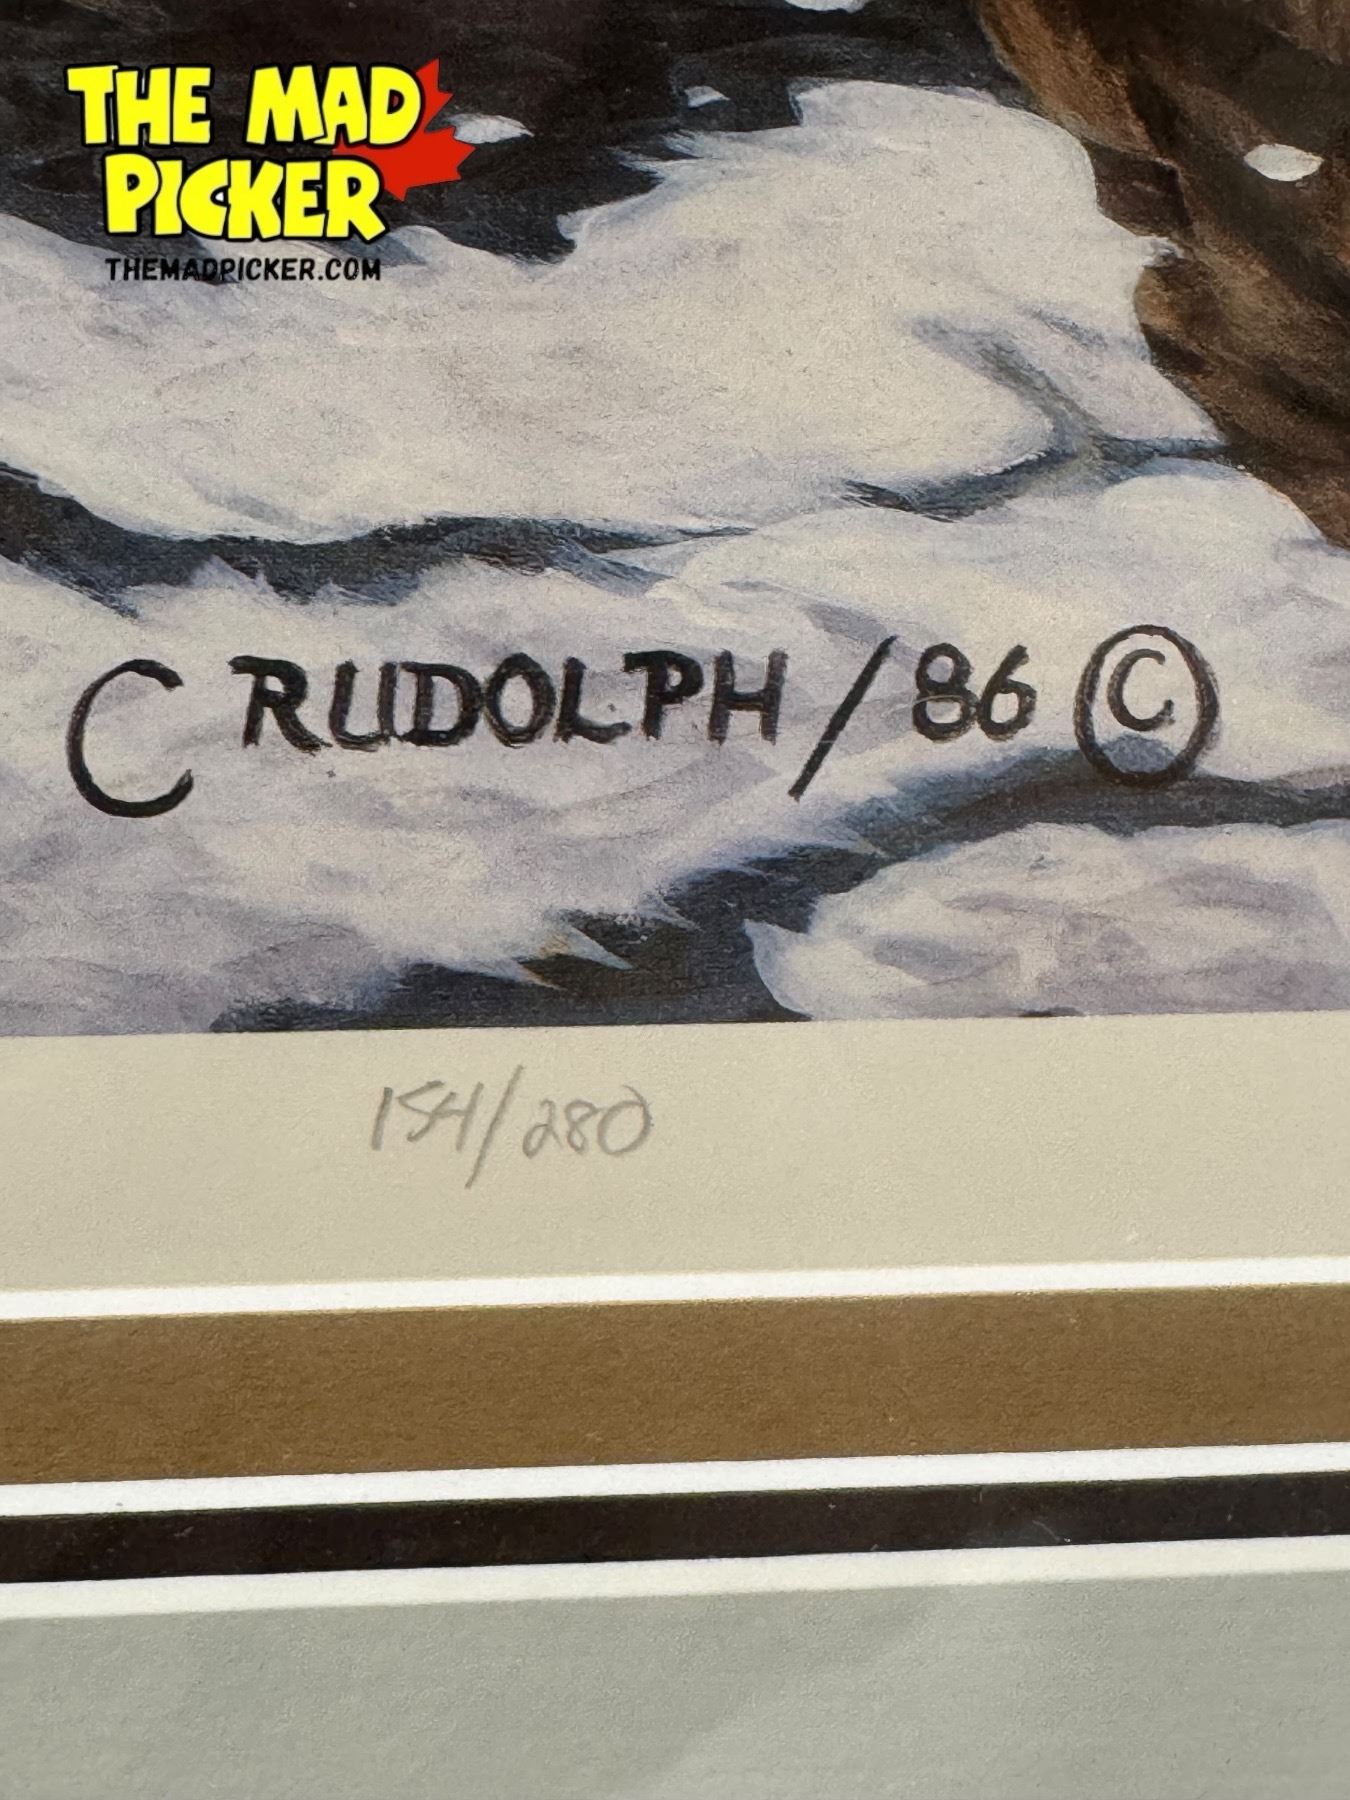 THE MAD
PICKER
THEMADPICKER.COM
C RUDOLPH / 86 ©
154/280